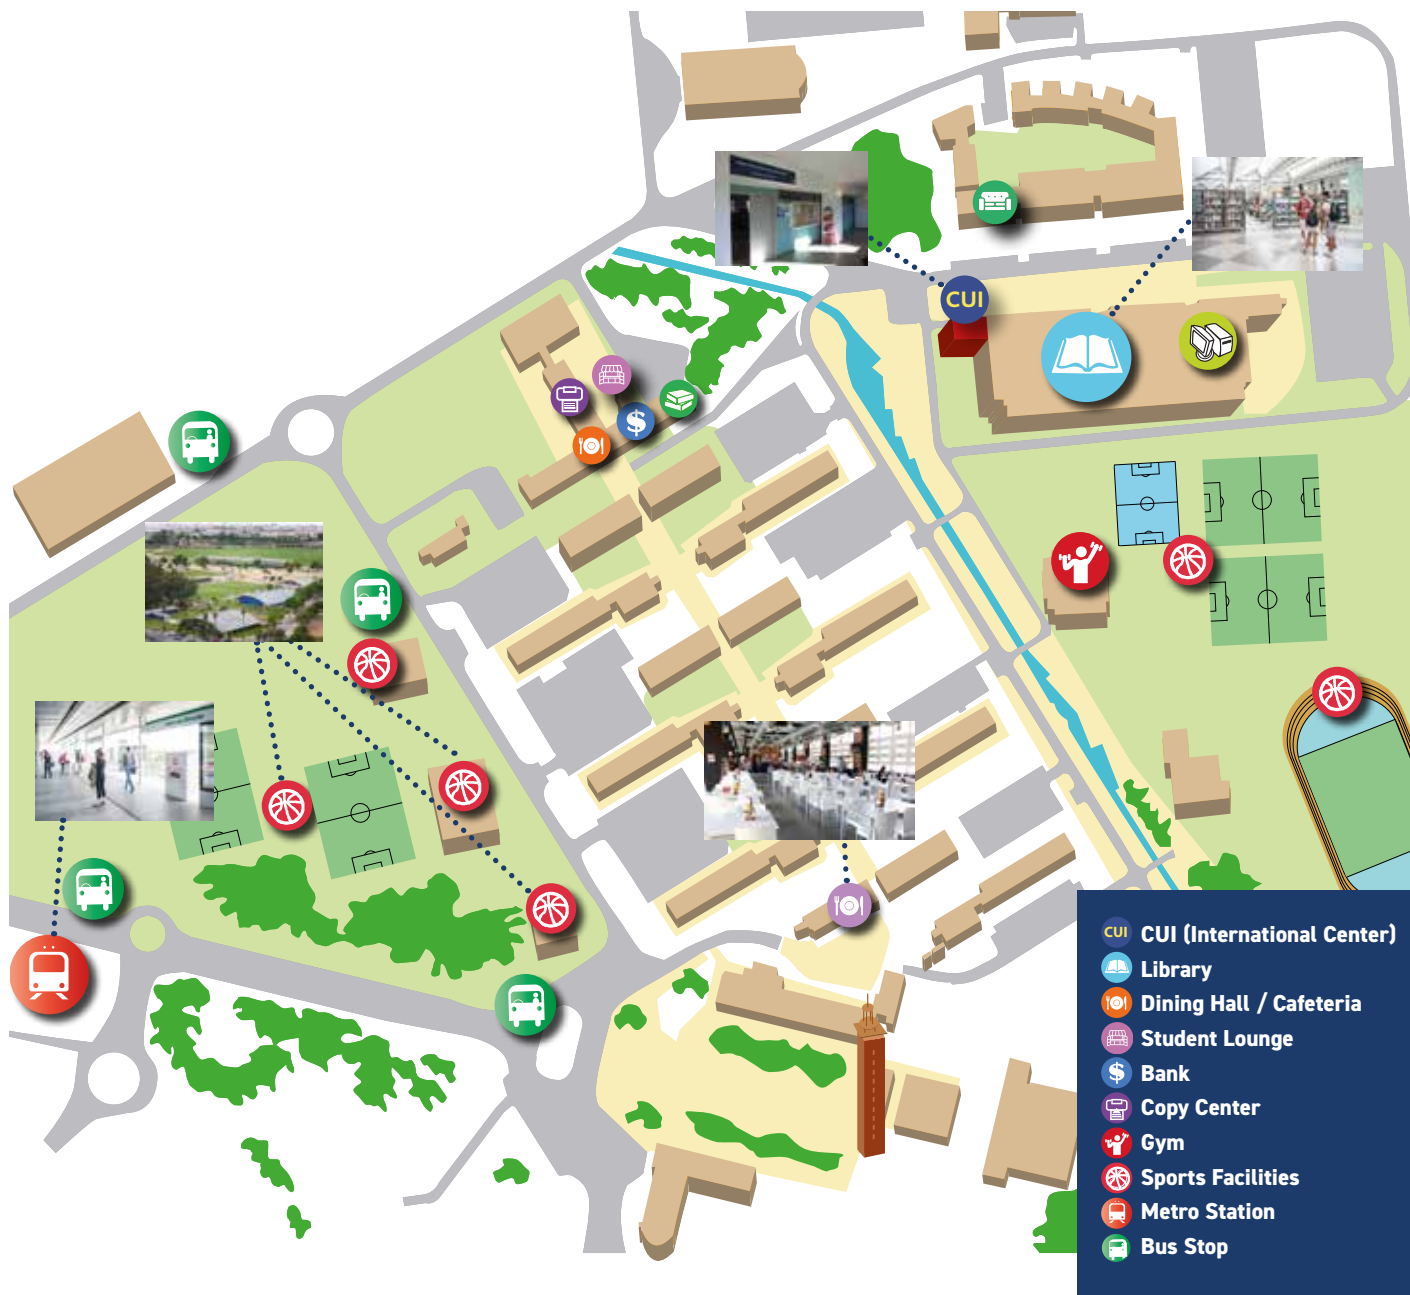 CUI
$
CUI
CUI (International Center)
Library
Dining Hall / Cafeteria
Student Lounge
$
Bank
Copy Center
Gym
Sports Facilities
Metro Station
Bus Stop